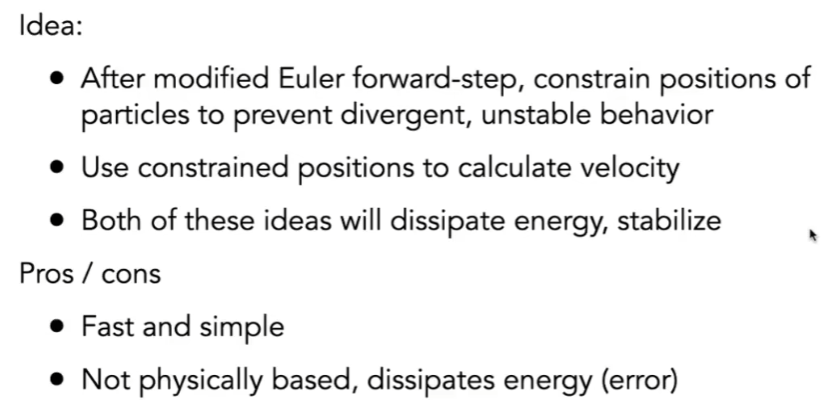 Idea:
● After modified Euler forward-step, constrain positions of
particles to prevent divergent, unstable behavior
● Use constrained positions to calculate velocity
● Both of these ideas will dissipate energy, stabilize
Pros / cons
● Fast and simple
● Not physically based, dissipates energy (error)